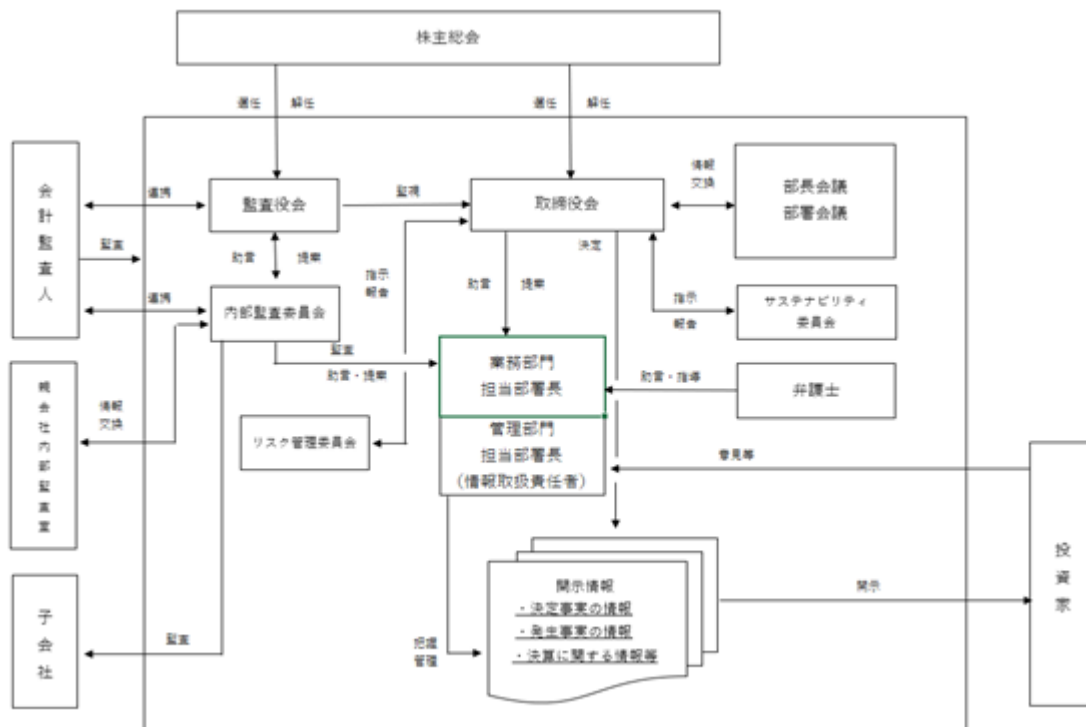 株主総会
選任 解任
選任 解任
会計監査人
連携
監査役会
監視
取締役会
情報
交換
部長会議
部署会議
監査
助言 提案
決定
指示
報告
助言 提案
連携
内部監査委員会
指示
報告
サステナビリティ
委員会
監査
助言・提案
業務部門
担当部署長
助言・指導
弁護士
親会社内部監査室
情報
交換
リスク管理委員会
管理部門
担当部署長
(情報取扱責任者)
意見等
投資家
開示情報
・決定事実の情報
・発生事実の情報
・決算に関する情報等
開示
子会社
監査
把握
管理